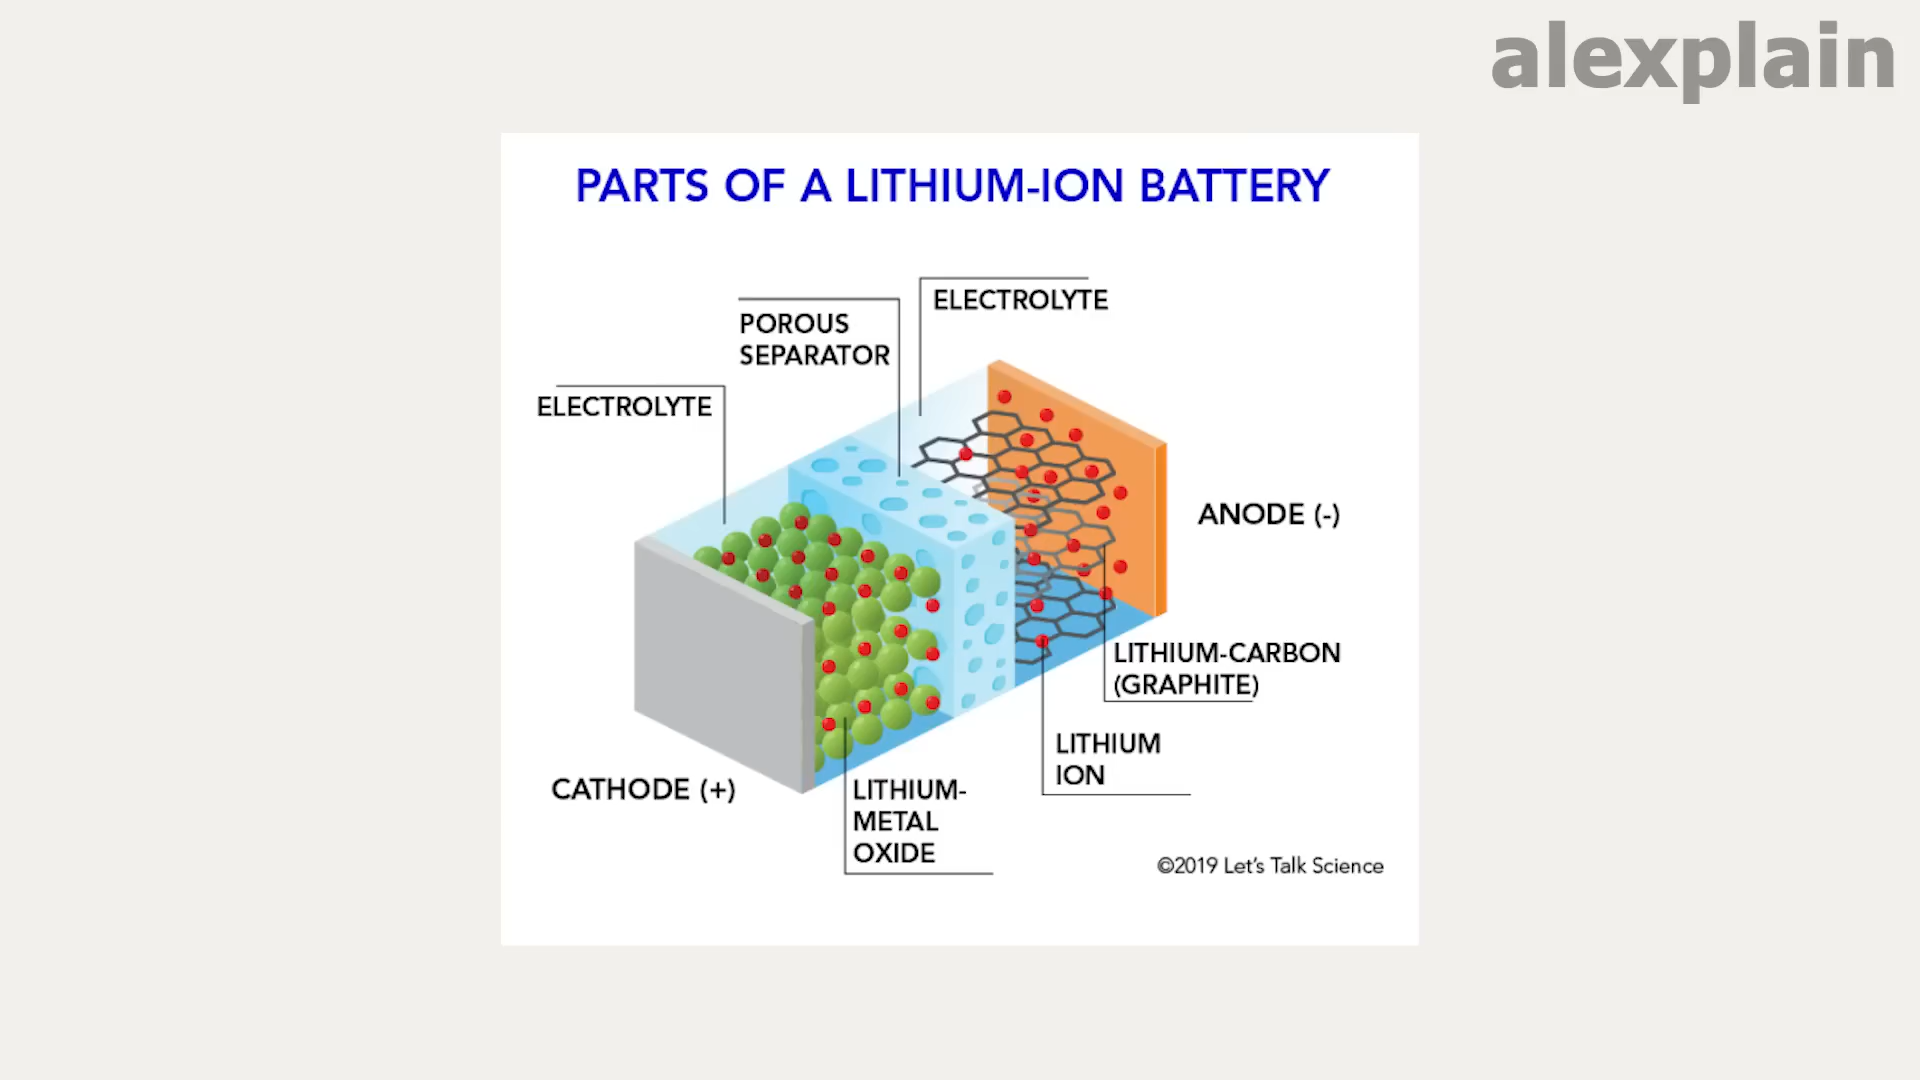 alexplain
PARTS OF A LITHIUM-ION BATTERY
ELECTROLYTE
POROUS
SEPARATOR
ELECTROLYTE
ANODE (-)
LITHIUM-CARBON
(GRAPHITE)
LITHIUM
ION
CATHODE (+)
LITHIUM-
METAL
OXIDE
©2019 Let's Talk Science